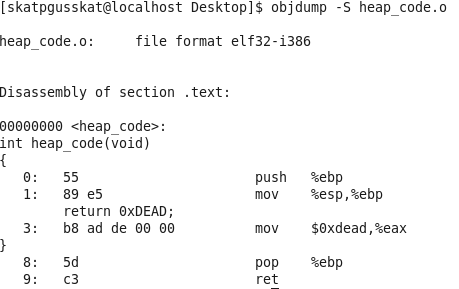 [skatpgusskat@localhost Desktop]$ objdump -S heap_code.o
heap_code.o:     file format elf32-i386
Disassembly of section .text:
00000000 <heap_code>:
int heap_code(void)
{
   0:   55                      push   %ebp
   1:   89 e5                   mov    %esp,%ebp
        return 0xDEAD;
   3:   b8 ad de 00 00          mov    $0xdead,%eax
}
   8:   5d                      pop    %ebp
   9:   c3                      ret